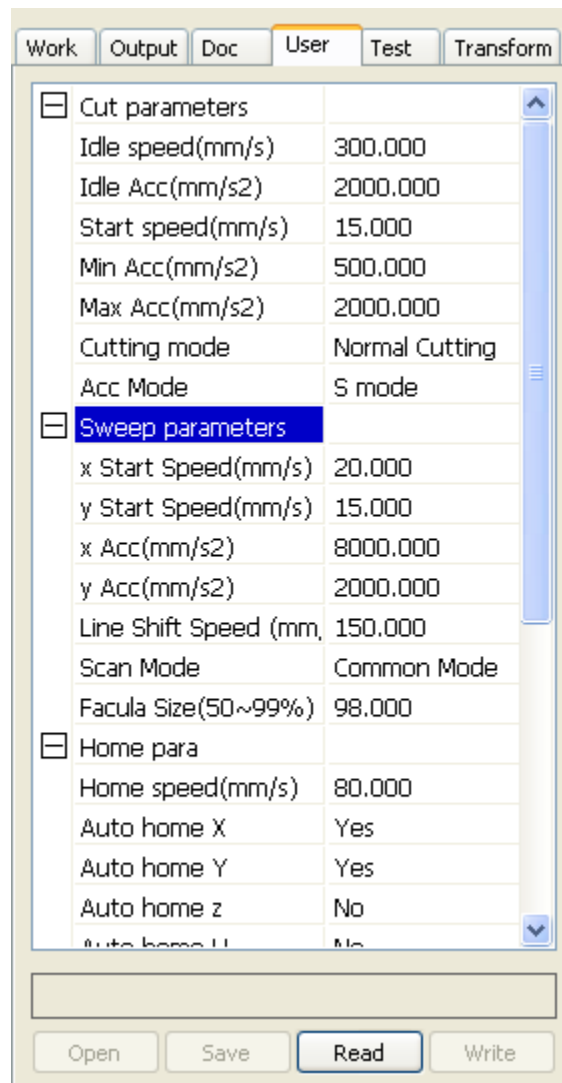 Work Output Doc User Test Transform
Cut parameters
Idle speed(mm/s) 300.000
Idle Acc(mm/s2) 2000.000
Start speed(mm/s) 15.000
Min Acc(mm/s2) 500.000
Max Acc(mm/s2) 2000.000
Cutting mode Normal Cutting
Acc Mode S mode
Sweep parameters
x Start Speed(mm/s) 20.000
y Start Speed(mm/s) 15.000
x Acc(mm/s2) 8000.000
y Acc(mm/s2) 2000.000
Line Shift Speed (mm, 150.000
Scan Mode Common Mode
Facula Size(50~99%) 98.000
Home para
Home speed(mm/s) 80.000
Auto home X Yes
Auto home Y Yes
Auto home z No
Auto home U No
Open Save Read Write